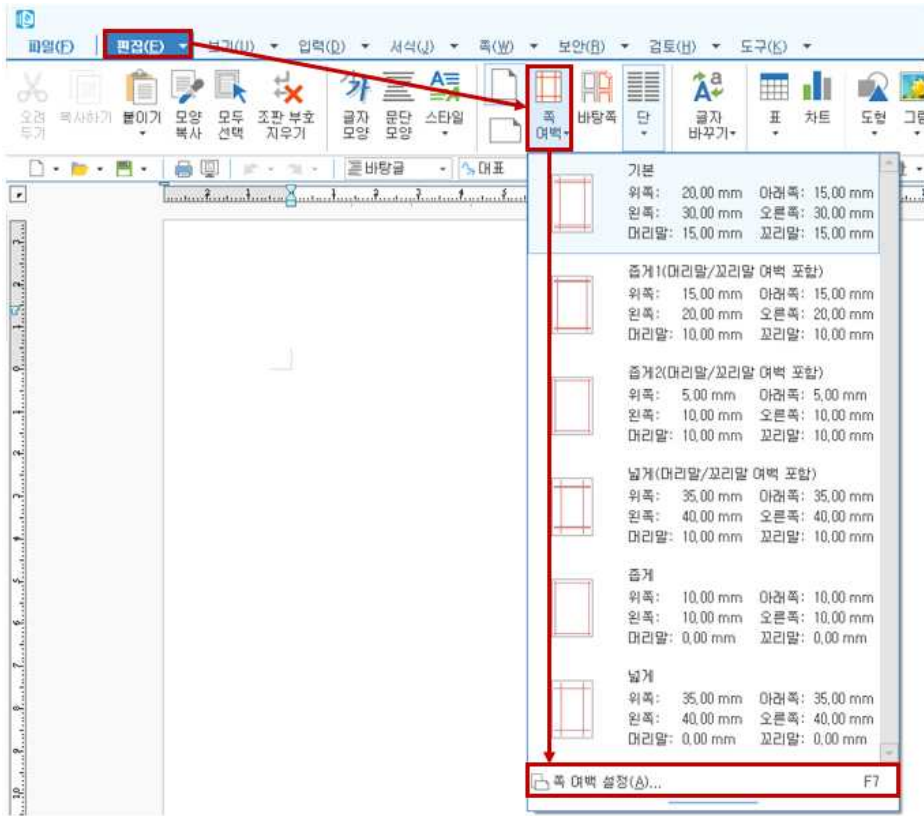 파일(F) 편집(E) 보기(U) 입력(D) 서식(J) 쪽(W) 보안(B) 검토(H) 도구(K)
오려 두기 복사하기 붙이기 모양 복사 모두 선택 조판 부호 지우기 글자 모양 문단 모양 스타일 쪽 여백 바탕쪽 단 글자 바꾸기 표 차트 도형
바탕글 대표
기본
위쪽: 20,00 mm 아래쪽: 15,00 mm
왼쪽: 30,00 mm 오른쪽: 30,00 mm
머리말: 15,00 mm 꼬리말: 15,00 mm
좁게1(머리말/꼬리말 여백 포함)
위쪽: 15,00 mm 아래쪽: 15,00 mm
왼쪽: 20,00 mm 오른쪽: 20,00 mm
머리말: 10,00 mm 꼬리말: 10,00 mm
좁게2(머리말/꼬리말 여백 포함)
위쪽: 5,00 mm 아래쪽: 5,00 mm
왼쪽: 10,00 mm 오른쪽: 10,00 mm
머리말: 10,00 mm 꼬리말: 10,00 mm
넓게(머리말/꼬리말 여백 포함)
위쪽: 35,00 mm 아래쪽: 35,00 mm
왼쪽: 40,00 mm 오른쪽: 40,00 mm
머리말: 10,00 mm 꼬리말: 10,00 mm
좁게
위쪽: 10,00 mm 아래쪽: 10,00 mm
왼쪽: 10,00 mm 오른쪽: 10,00 mm
머리말: 0,00 mm 꼬리말: 0,00 mm
넓게
위쪽: 35,00 mm 아래쪽: 35,00 mm
왼쪽: 40,00 mm 오른쪽: 40,00 mm
머리말: 0,00 mm 꼬리말: 0,00 mm
쪽 여백 설정(A)... F7